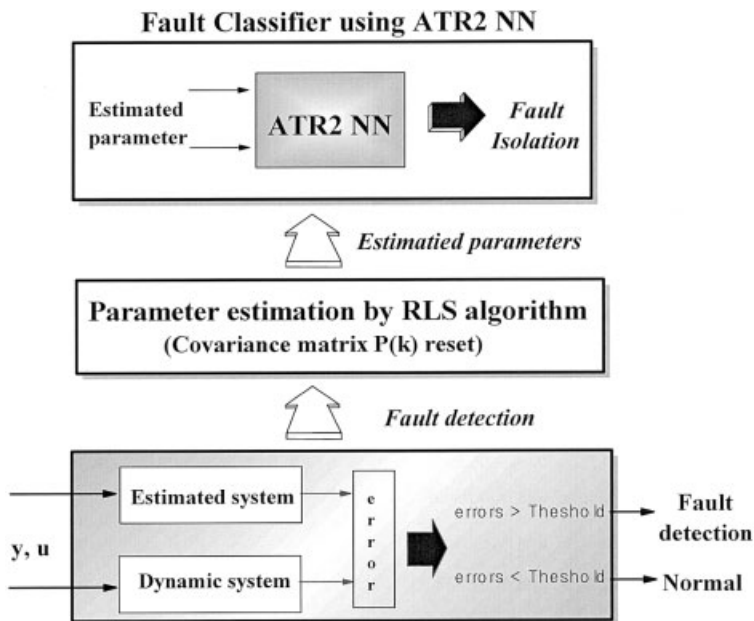 Fault Classifier using ATR2 NN
Estimated
parameter
ATR2 NN
Fault
Isolation
Estimatied parameters
Parameter estimation by RLS algorithm
(Covariance matrix P(k) reset)
Fault detection
y, u
Estimated system
Dynamic system
error
errors > Theshold
errors < Theshold
Fault
detection
Normal